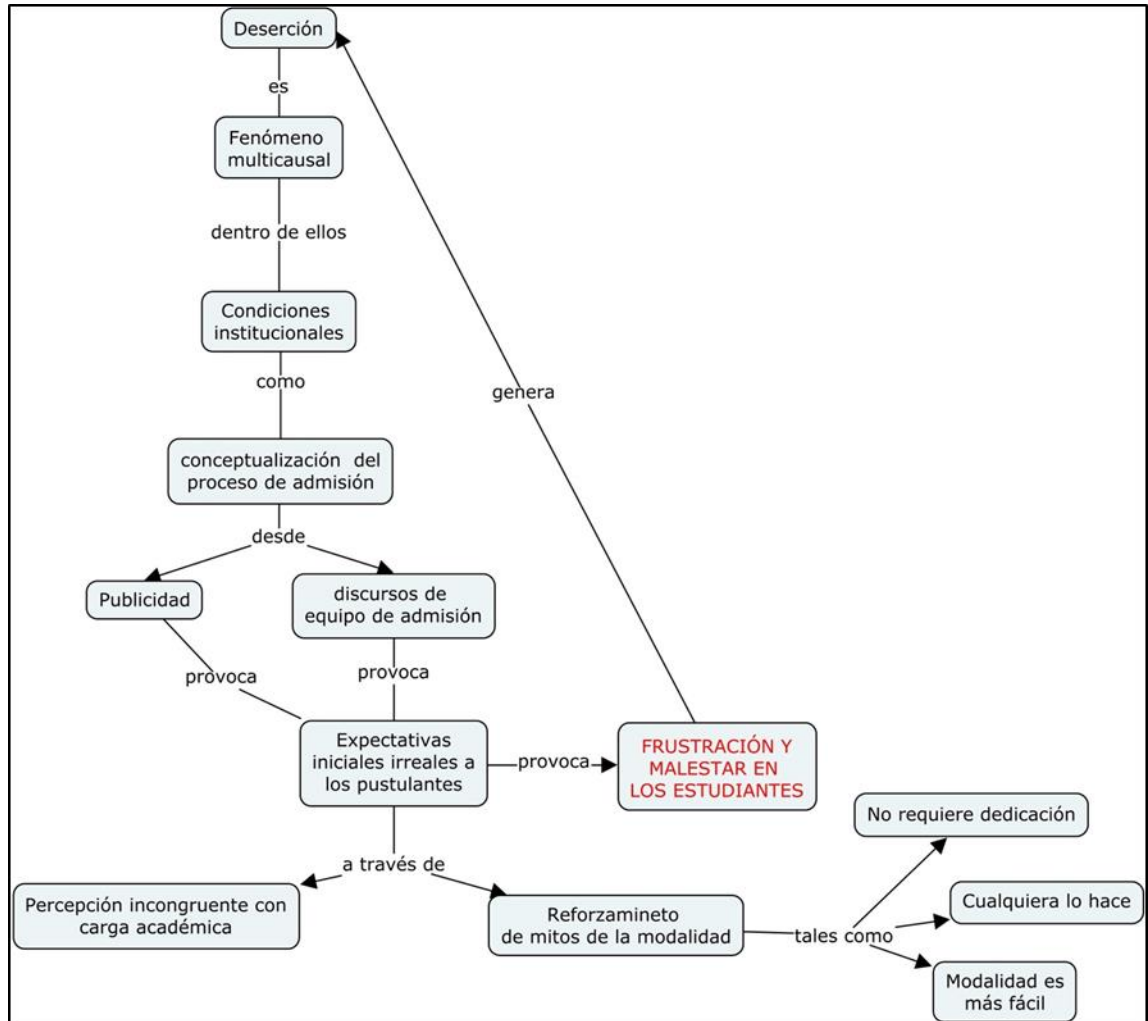 Deserción
es
Fenómeno
multicausal
dentro de ellos
Condiciones
institucionales
como
genera
conceptualización del
proceso de admisión
desde
Publicidad
discursos de
equipo de admisión
provoca
provoca
Expectativas
iniciales irreales a
los pustulantes
provoca
FRUSTRACIÓN Y
MALESTAR EN
LOS ESTUDIANTES
a través de
Percepción incongruente con
carga académica
Reforzamineto
de mitos de la modalidad
tales como
No requiere dedicación
Cualquiera lo hace
Modalidad es
más fácil